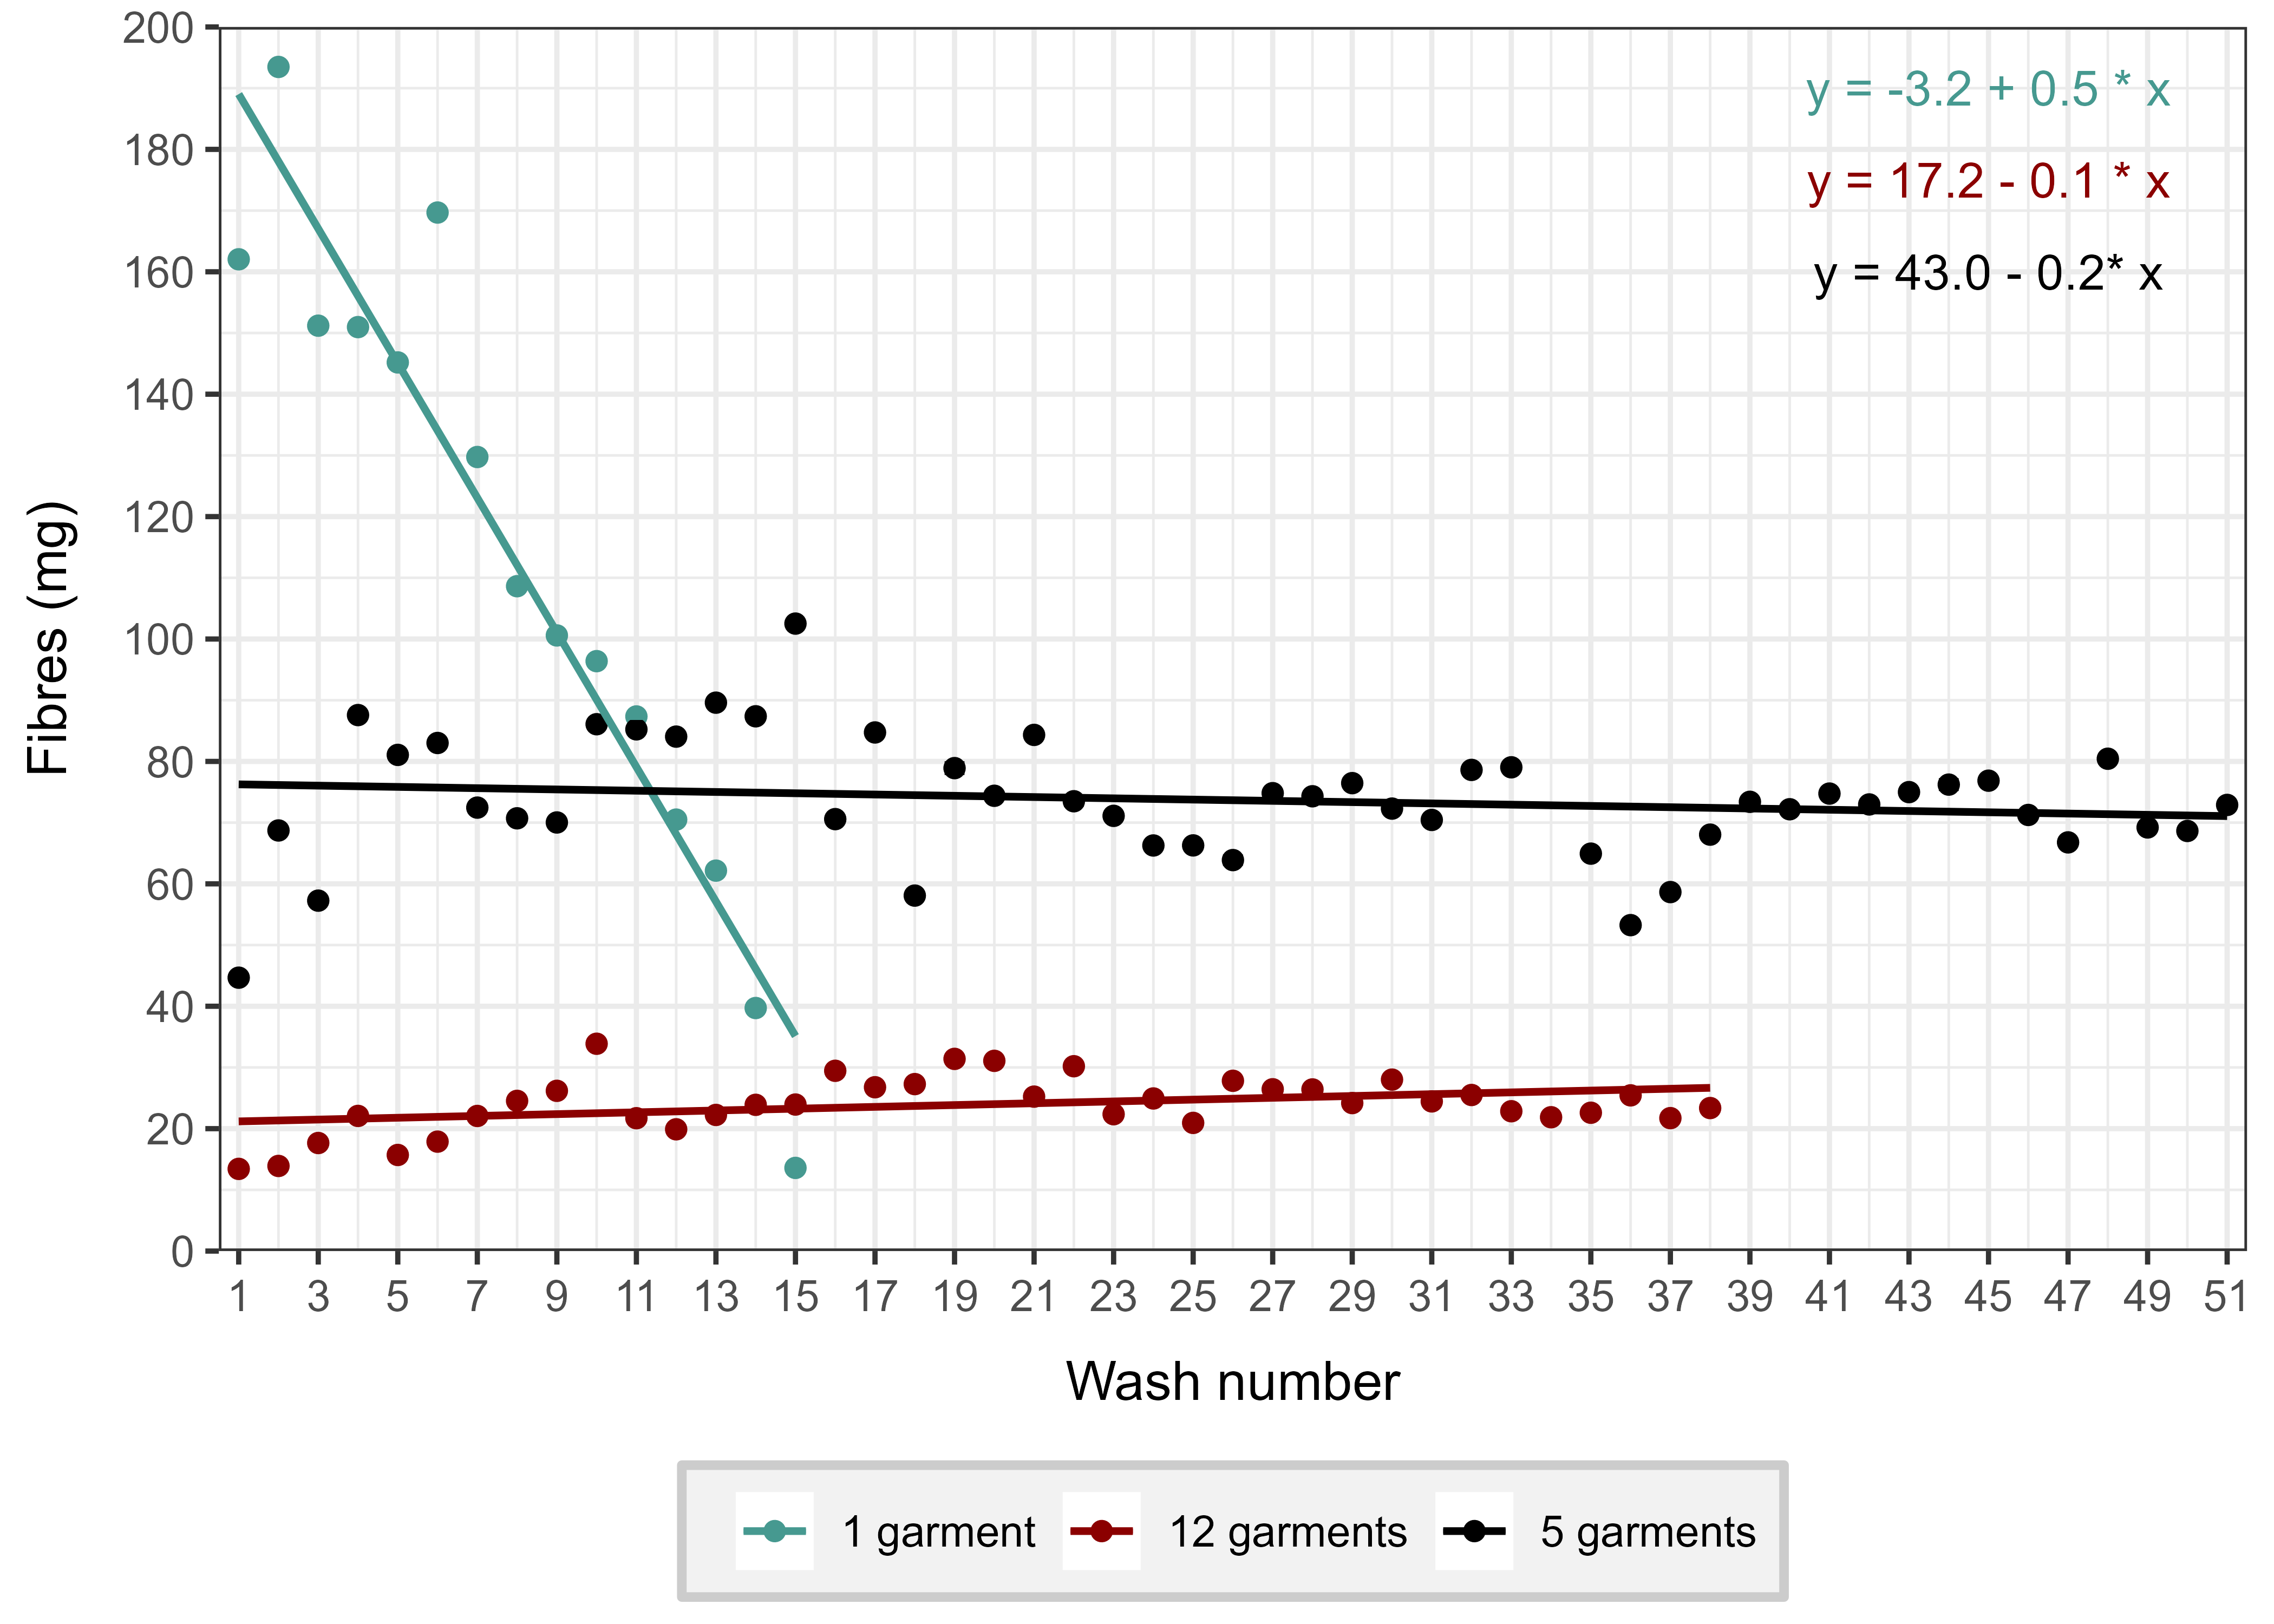 200
180
160
140
120
100
80
60
40
20
0
Fibres (mg)
y = -3.2 + 0.5 * x
y = 17.2 - 0.1 * x
y = 43.0 - 0.2* x
1 3 5 7 9 11 13 15 17 19 21 23 25 27 29 31 33 35 37 39 41 43 45 47 49 51
Wash number
1 garment 12 garments 5 garments